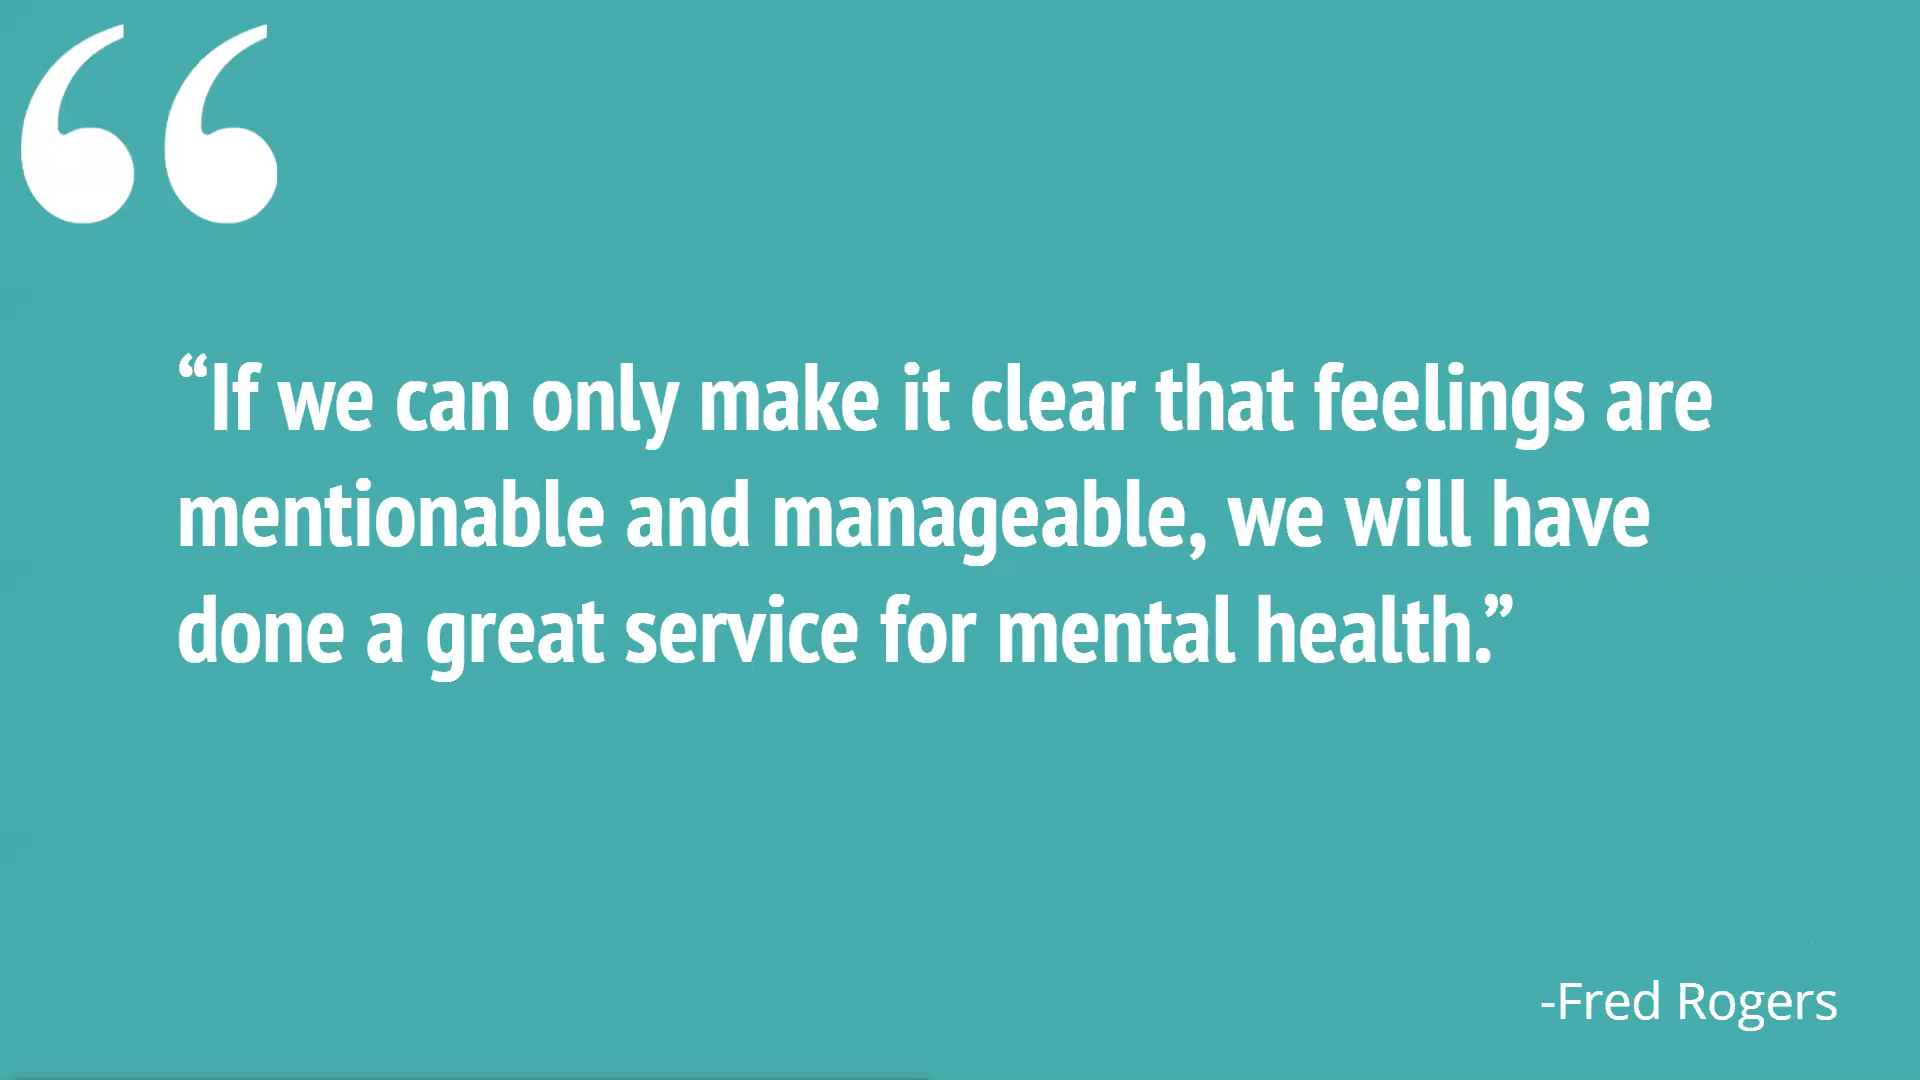 “If we can only make it clear that feelings are
mentionable and manageable, we will have
done a great service for mental health.”
-Fred Rogers